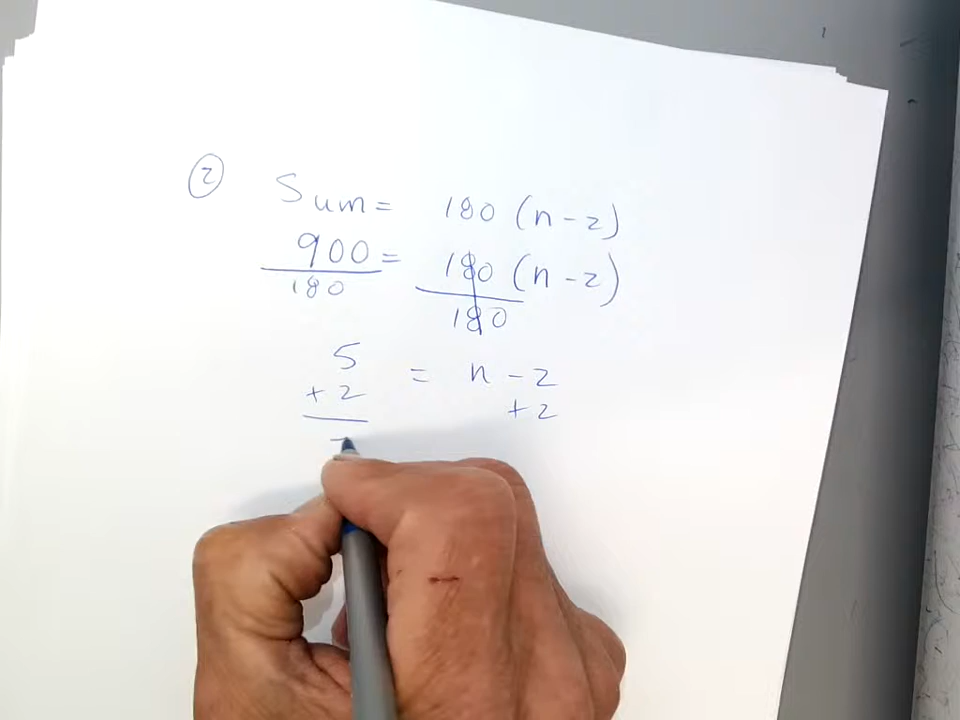 ② Sum = 180 (n-2)
900 = 180 (n-2)
180 180
5 = n - 2
+ 2 + 2